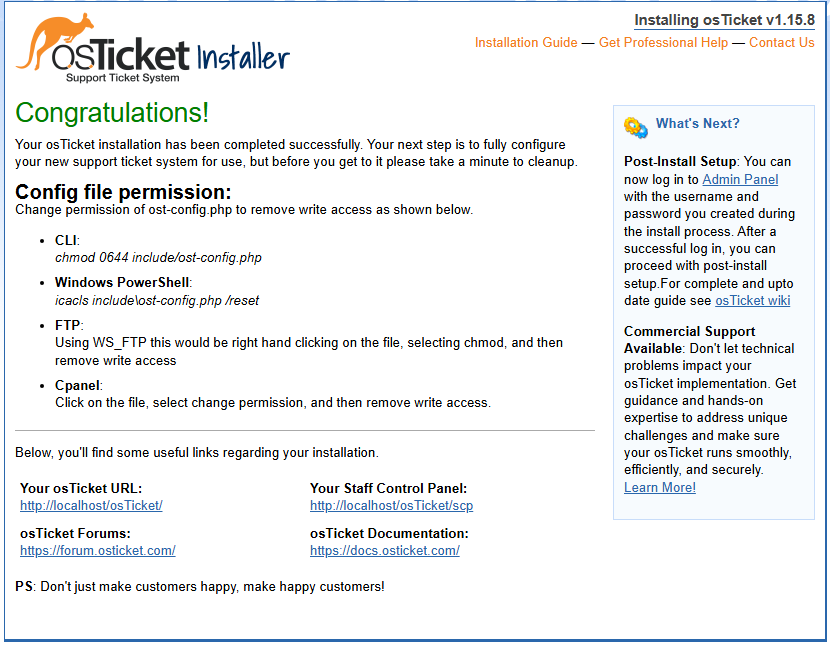 osTicket Installer
Support Ticket System
Installing osTicket v1.15.8
Installation Guide — Get Professional Help — Contact Us
Congratulations!
Your osTicket installation has been completed successfully. Your next step is to fully configure
your new support ticket system for use, but before you get to it please take a minute to cleanup.
Config file permission:
Change permission of ost-config.php to remove write access as shown below.
• CLI:
chmod 0644 include/ost-config.php
• Windows PowerShell:
icacls include\ost-config.php /reset
• FTP:
Using WS_FTP this would be right hand clicking on the file, selecting chmod, and then
remove write access
• Cpanel:
Click on the file, select change permission, and then remove write access.
Below, you'll find some useful links regarding your installation.
Your osTicket URL:
http://localhost/osTicket/
Your Staff Control Panel:
http://localhost/osTicket/scp
osTicket Forums:
https://forum.osticket.com/
osTicket Documentation:
https://docs.osticket.com/
PS: Don't just make customers happy, make happy customers!
What's Next?
Post-Install Setup: You can
now log in to Admin Panel
with the username and
password you created during
the install process. After a
successful log in, you can
proceed with post-install
setup.For complete and upto
date guide see osTicket wiki
Commercial Support
Available: Don't let technical
problems impact your
osTicket implementation. Get
guidance and hands-on
expertise to address unique
challenges and make sure
your osTicket runs smoothly,
efficiently, and securely.
Learn More!